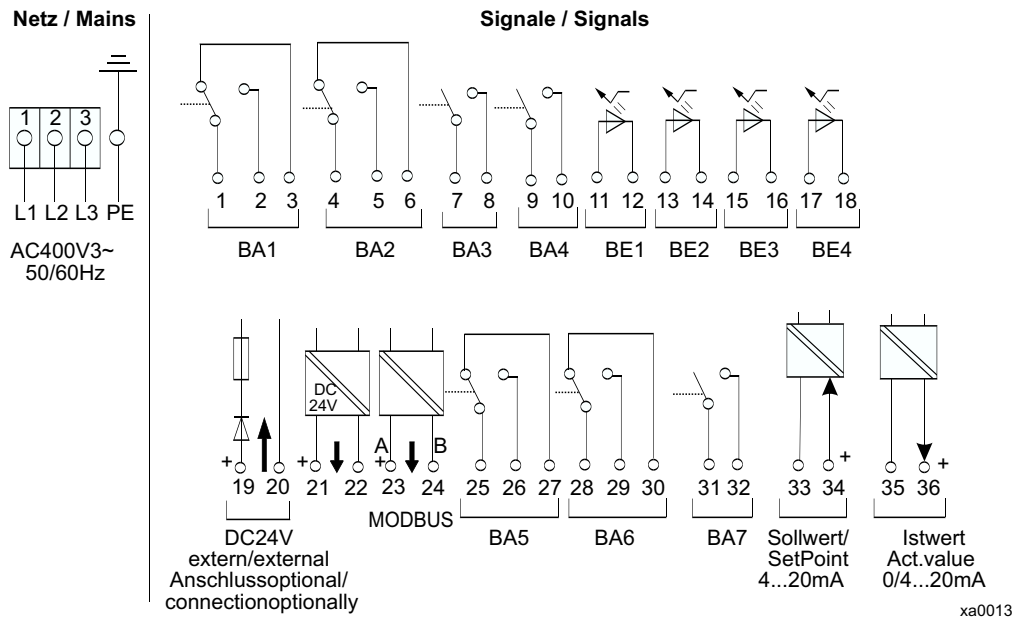 Netz / Mains
Signale / Signals
1 2 3
L1 L2 L3 PE
AC400V3~
50/60Hz
1 2 3 4 5 6 7 8 9 10 11 12 13 14 15 16 17 18
BA1 BA2 BA3 BA4 BE1 BE2 BE3 BE4
DC
24V
A B
+ + + + +
19 20 21 22 23 24 25 26 27 28 29 30 31 32 33 34 35 36
MODBUS
DC24V
extern/external
Anschlussoptional/
connectionoptionally
BA5 BA6 BA7
Sollwert/
SetPoint
4...20mA
Istwert
Act.value
0/4...20mA
xa0013